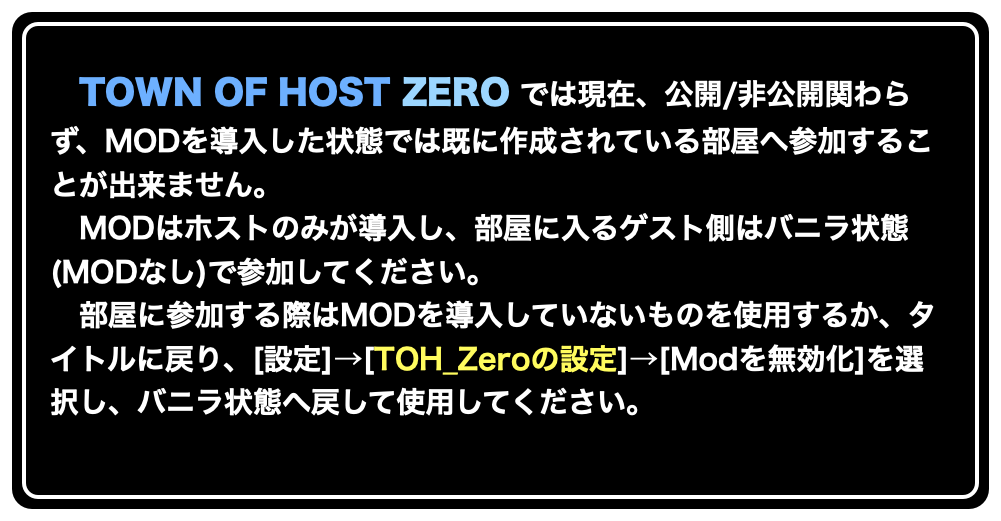 TOWN OF HOST ZERO では現在、公開/非公開関わら
ず、MODを導入した状態では既に作成されている部屋へ参加するこ
とが出来ません。
MODはホストのみが導入し、部屋に入るゲスト側はバニラ状態
(MODなし)で参加してください。
部屋に参加する際はMODを導入していないものを使用するか、タ
イトルに戻り、[設定]→[TOH_Zeroの設定]→[Modを無効化]を選
択し、バニラ状態へ戻して使用してください。